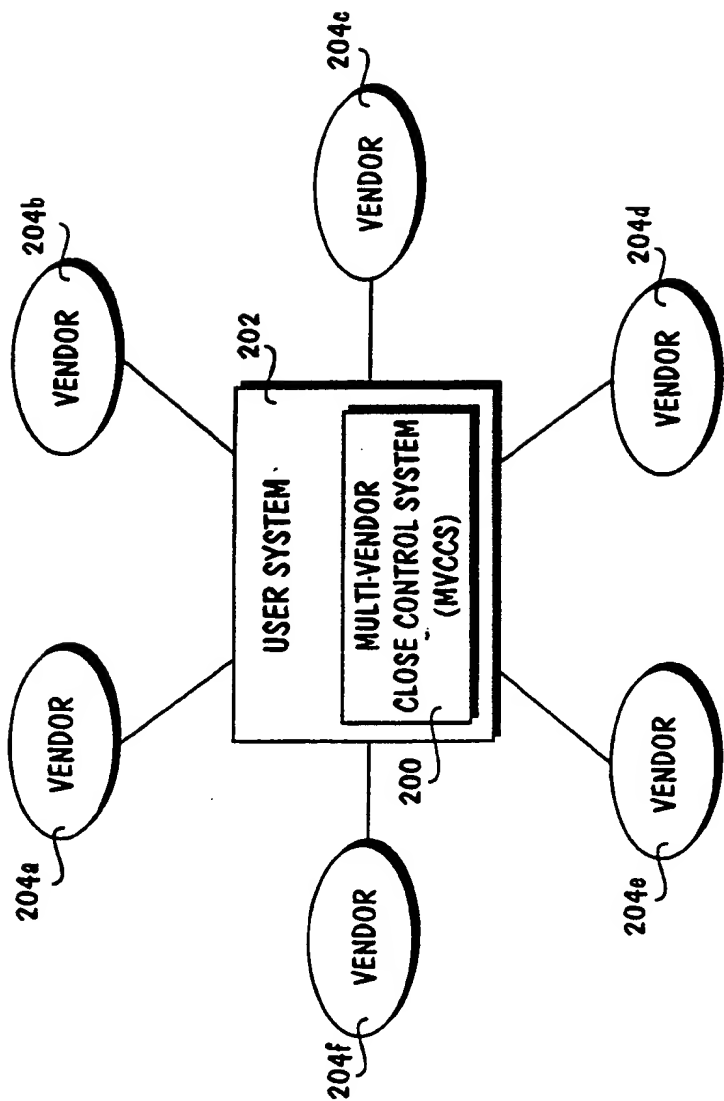 204a
VENDOR
204b
VENDOR
204c
VENDOR
202
USER SYSTEM
MULTI-VENDOR
CLOSE CONTROL SYSTEM
(MVCCS)
200
204f
VENDOR
204e
VENDOR
204d
VENDOR